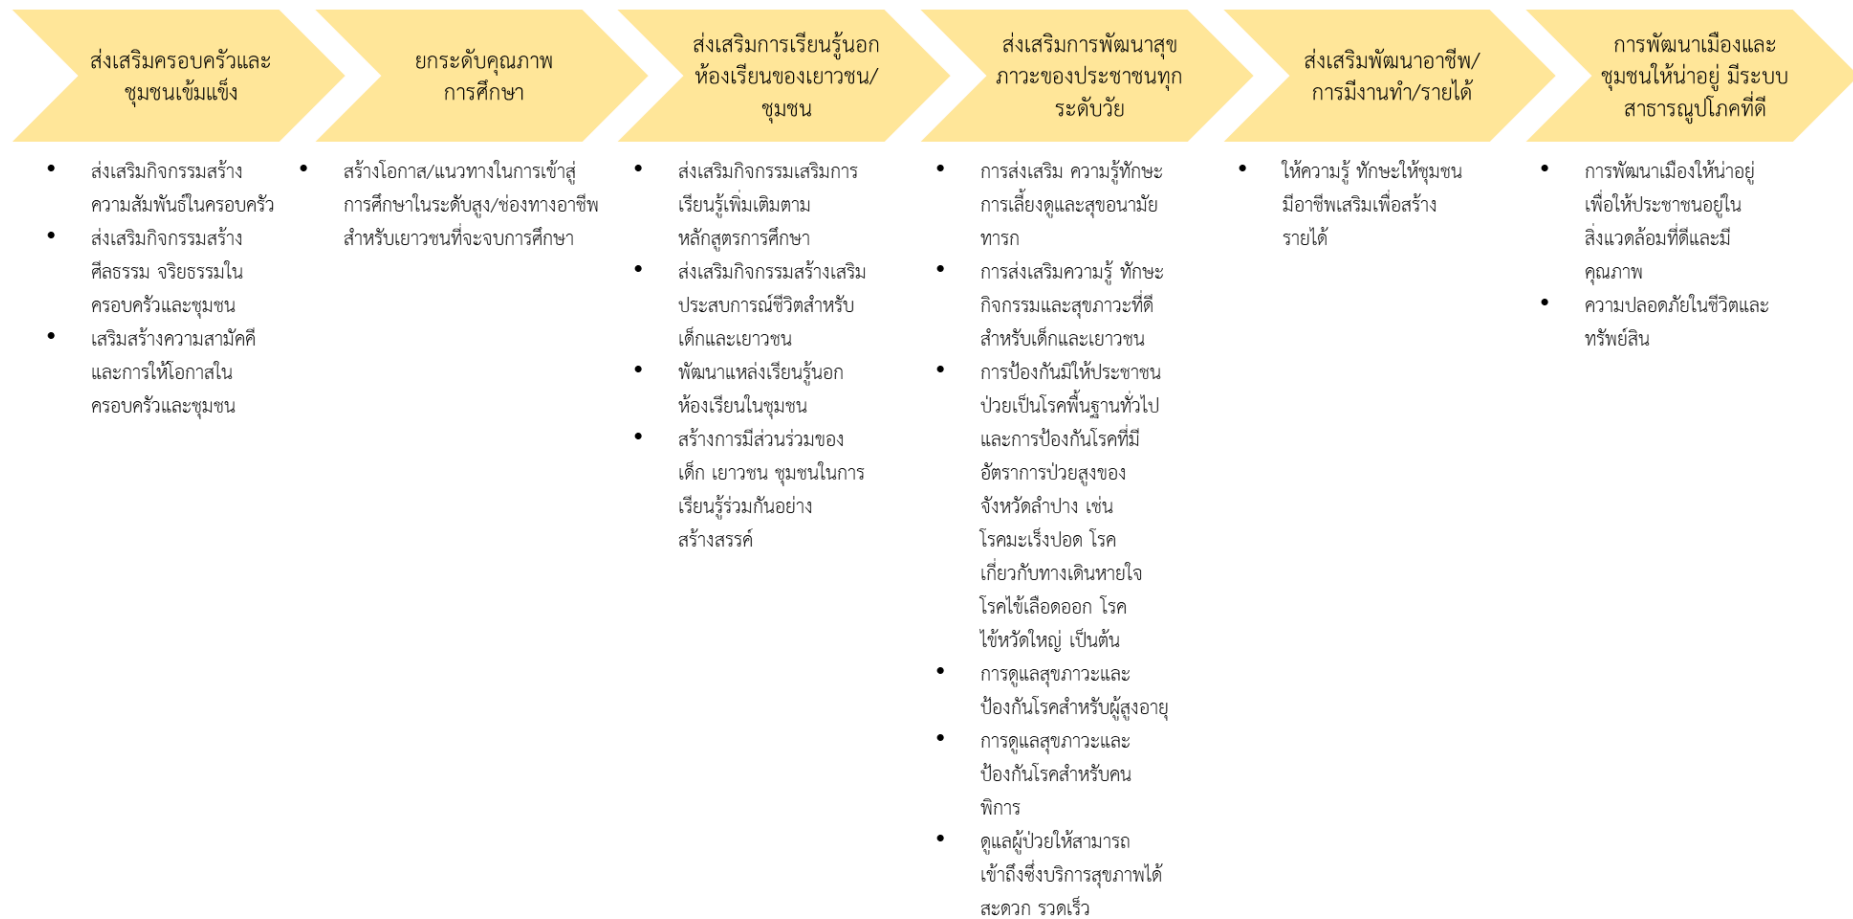 ส่งเสริมครอบครัวและ
ชุมชนเข้มแข็ง
ยกระดับคุณภาพ
การศึกษา
ส่งเสริมการเรียนรู้นอก
ห้องเรียนของเยาวชน/
ชุมชน
ส่งเสริมการพัฒนาสุข
ภาวะของประชาชนทุก
ระดับวัย
ส่งเสริมพัฒนาอาชีพ/
การมีงานทำ/รายได้
การพัฒนาเมืองและ
ชุมชนให้น่าอยู่ มีระบบ
สาธารณูปโภคที่ดี
• ส่งเสริมกิจกรรมสร้าง
ความสัมพันธ์ในครอบครัว
• ส่งเสริมกิจกรรมสร้าง
ศีลธรรม จริยธรรมใน
ครอบครัวและชุมชน
• เสริมสร้างความสามัคคี
และการให้โอกาสใน
ครอบครัวและชุมชน
• สร้างโอกาส/แนวทางในการเข้าสู่
การศึกษาในระดับสูง/ช่องทางอาชีพ
สำหรับเยาวชนที่จะจบการศึกษา
• ส่งเสริมกิจกรรมเสริมการ
เรียนรู้เพิ่มเติมตาม
หลักสูตรการศึกษา
• ส่งเสริมกิจกรรมสร้างเสริม
ประสบการณ์ชีวิตสำหรับ
เด็กและเยาวชน
• พัฒนาแหล่งเรียนรู้นอก
ห้องเรียนในชุมชน
• สร้างการมีส่วนร่วมของ
เด็ก เยาวชน ชุมชนในการ
เรียนรู้ร่วมกันอย่าง
สร้างสรรค์
• การส่งเสริม ความรู้ทักษะ
การเลี้ยงดูและสุขอนามัย
ทารก
• การส่งเสริมความรู้ ทักษะ
กิจกรรมและสุขภาวะที่ดี
สำหรับเด็กและเยาวชน
• การป้องกันมิให้ประชาชน
ป่วยเป็นโรคพื้นฐานทั่วไป
และการป้องกันโรคที่มี
อัตราการป่วยสูงของ
จังหวัดลำปาง เช่น
โรคมะเร็งปอด โรค
เกี่ยวกับทางเดินหายใจ
โรคไข้เลือดออก โรค
ไข้หวัดใหญ่ เป็นต้น
• การดูแลสุขภาวะและ
ป้องกันโรคสำหรับผู้สูงอายุ
• การดูแลสุขภาวะและ
ป้องกันโรคสำหรับคน
พิการ
• ดูแลผู้ป่วยให้สามารถ
เข้าถึงซึ่งบริการสุขภาพได้
สะดวก รวดเร็ว
• ให้ความรู้ ทักษะให้ชุมชน
มีอาชีพเสริมเพื่อสร้าง
รายได้
• การพัฒนาเมืองให้น่าอยู่
เพื่อให้ประชาชนอยู่ใน
สิ่งแวดล้อมที่ดีและมี
คุณภาพ
• ความปลอดภัยในชีวิตและ
ทรัพย์สิน